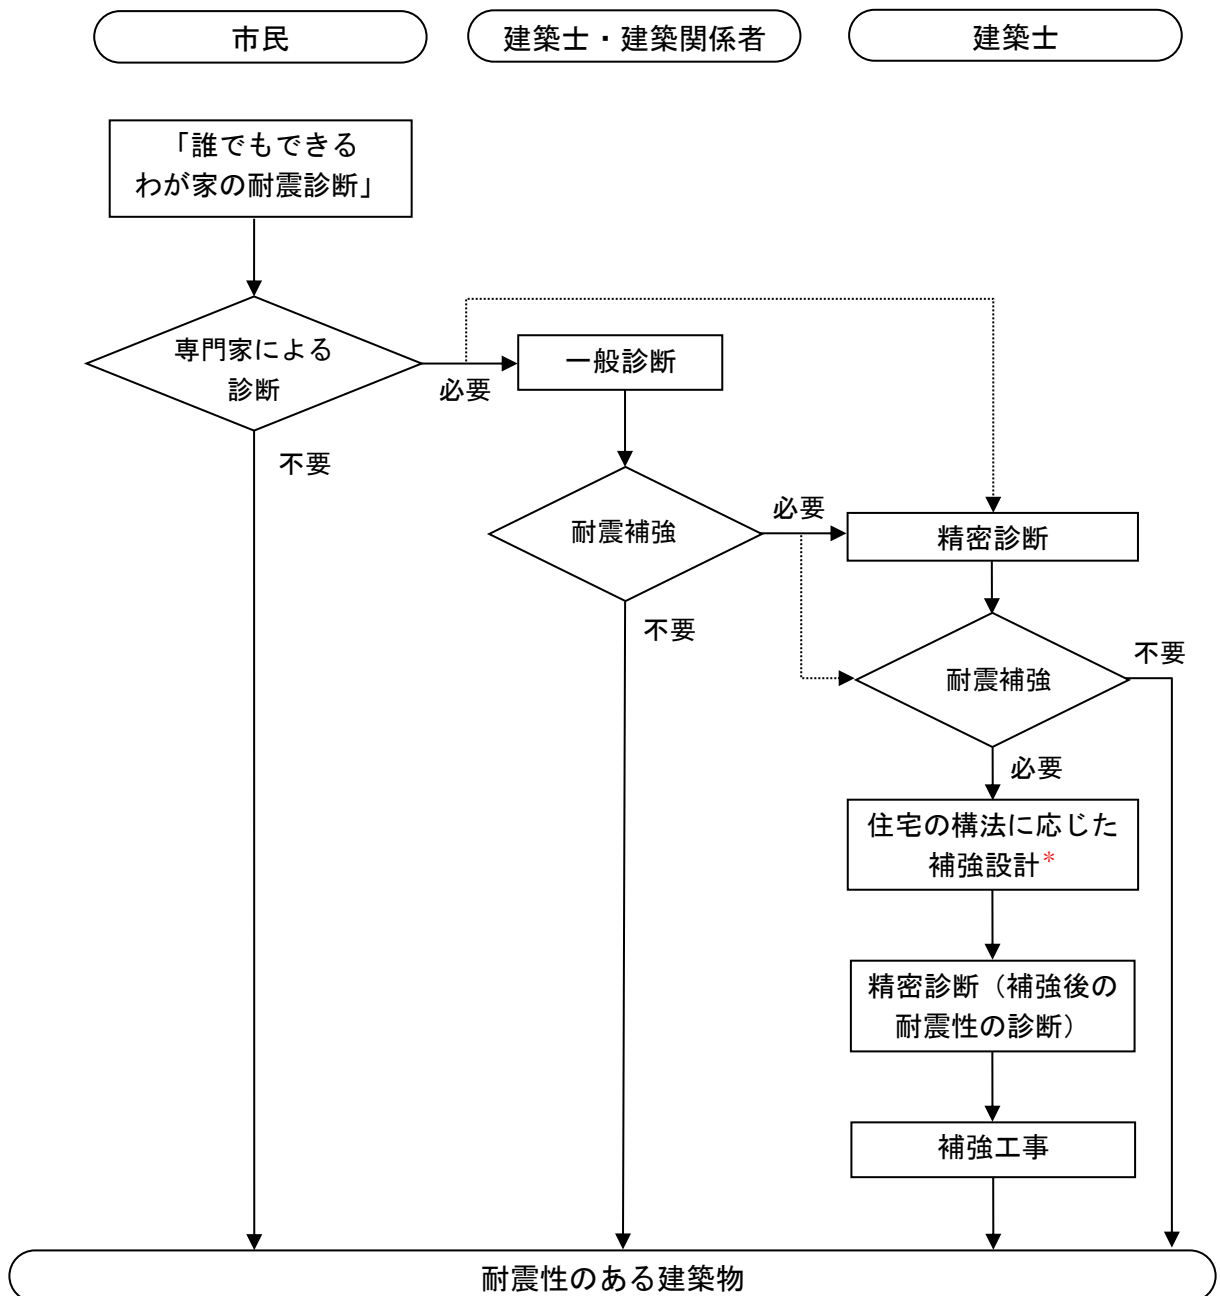 市民
建築士・建築関係者
建築士
「誰でもできる
わが家の耐震診断」
専門家による
診断
必要
不要
一般診断
耐震補強
必要
不要
精密診断
耐震補強
不要
必要
住宅の構法に応じた
補強設計*
精密診断（補強後の
耐震性の診断）
補強工事
耐震性のある建築物